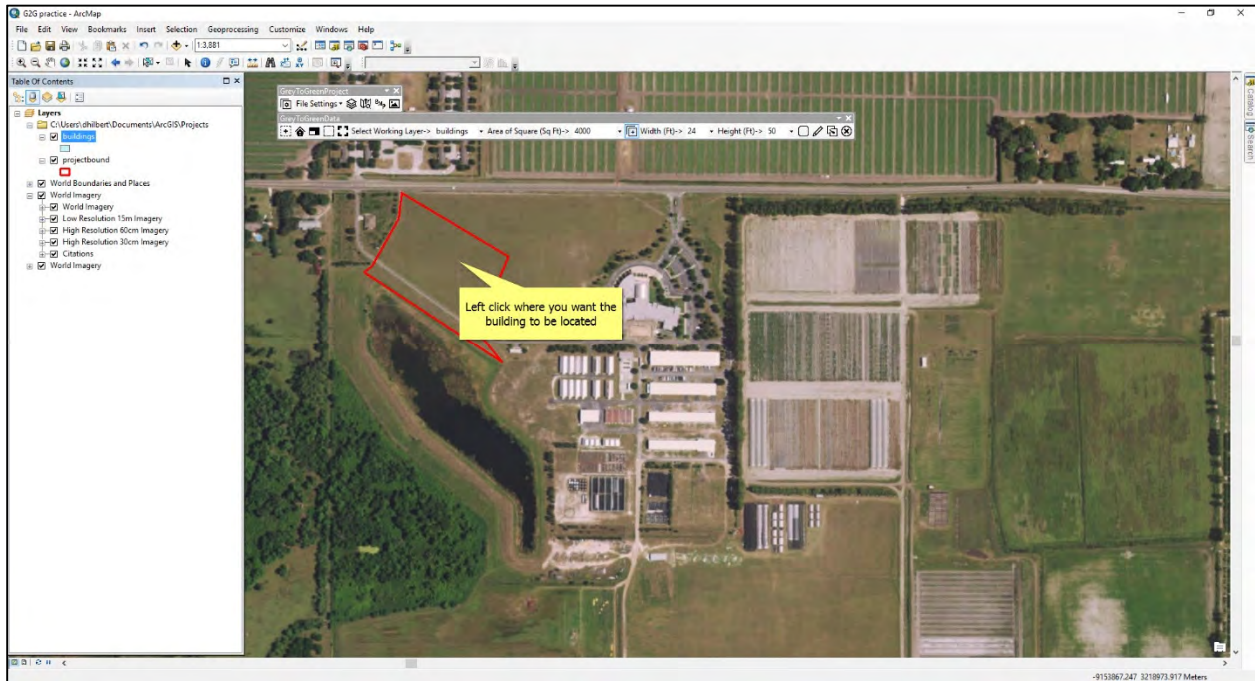 G2G practice - ArcMap
File Edit View Bookmarks Insert Selection Geoprocessing Customize Windows Help
1:3,881
Table Of Contents
Layers
C:\Users\dhilbert\Documents\ArcGIS\Projects
buildings
projectbound
World Boundaries and Places
World Imagery
World Imagery
Low Resolution 15m Imagery
High Resolution 60cm Imagery
High Resolution 30cm Imagery
Citations
World Imagery
GreyToGreenProject
File Settings
GreyToGreenData
Select Working Layer-> buildings Area of Square (Sq Ft)-> 4000 Width (Ft)-> 24 Height (Ft)-> 50
Left click where you want the
building to be located
Catalog
Search
-9153867.247 3218973.917 Meters